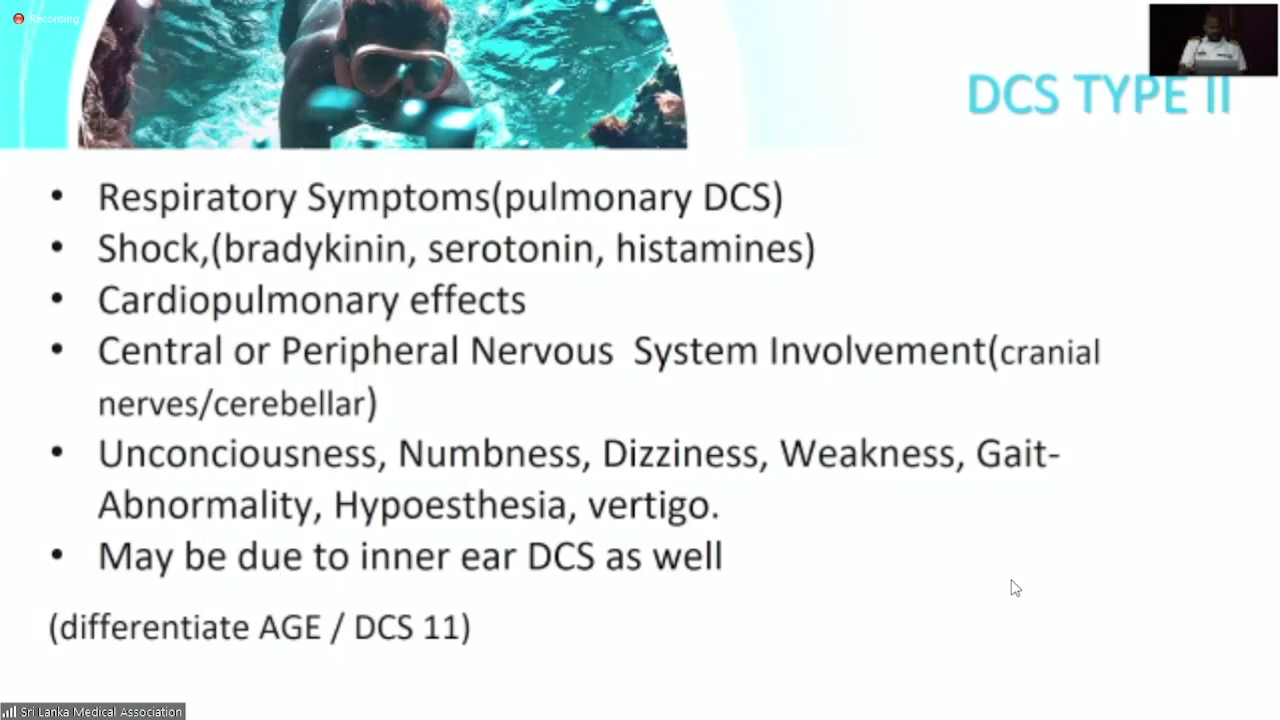 Recording
DCS TYPE II
• Respiratory Symptoms(pulmonary DCS)
• Shock,(bradykinin, serotonin, histamines)
• Cardiopulmonary effects
• Central or Peripheral Nervous System Involvement(cranial
nerves/cerebellar)
• Unconciousness, Numbness, Dizziness, Weakness, Gait-
Abnormality, Hypoesthesia, vertigo.
• May be due to inner ear DCS as well
(differentiate AGE / DCS 11)
Sri Lanka Medical Association